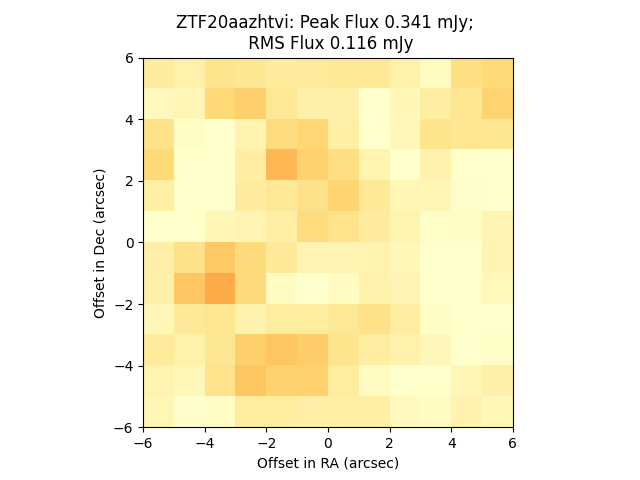 ZTF20aazhtvi: Peak Flux 0.341 mJy;
RMS Flux 0.116 mJy
6
4
2
0
−2
−4
−6
Offset in Dec (arcsec)
−6 −4 −2 0 2 4 6
Offset in RA (arcsec)